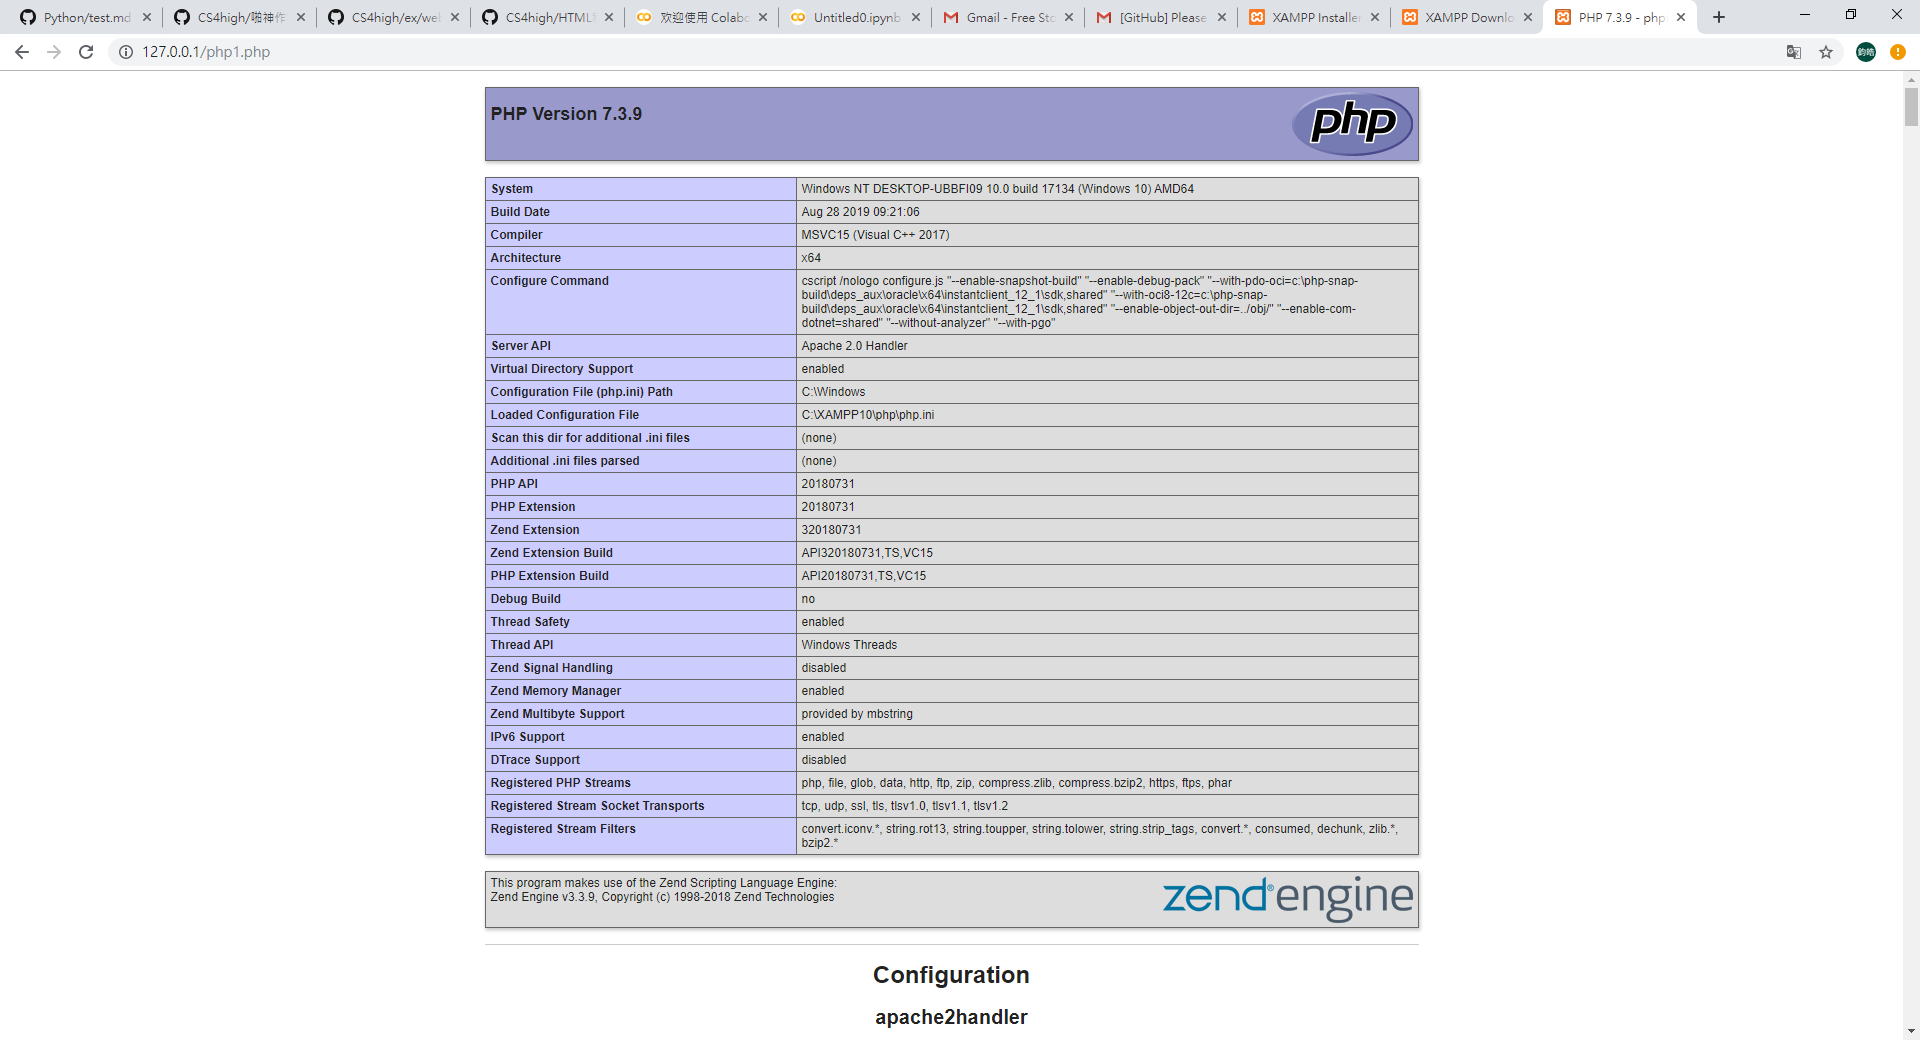 Python/test.md
CS4high/啪神作
CS4high/ex/we
CS4high/HTML
欢迎使用 Colab
Untitled0.ipynb
Gmail - Free Sto
[GitHub] Please
XAMPP Installer
XAMPP Downlo
PHP 7.3.9 - php
127.0.0.1/php1.php
PHP Version 7.3.9
php
System Windows NT DESKTOP-UBBFI09 10.0 build 17134 (Windows 10) AMD64
Build Date Aug 28 2019 09:21:06
Compiler MSVC15 (Visual C++ 2017)
Architecture x64
Configure Command cscript /nologo configure.js "--enable-snapshot-build" "--enable-debug-pack" "--with-pdo-oci=c:\php-snap-
build\deps_aux\oracle\x64\instantclient_12_1\sdk,shared" "--with-oci8-12c=c:\php-snap-
build\deps_aux\oracle\x64\instantclient_12_1\sdk,shared" "--enable-object-out-dir=../obj/" "--enable-com-
dotnet=shared" "--without-analyzer" "--with-pgo"
Server API Apache 2.0 Handler
Virtual Directory Support enabled
Configuration File (php.ini) Path C:\Windows
Loaded Configuration File C:\XAMPP10\php\php.ini
Scan this dir for additional .ini files (none)
Additional .ini files parsed (none)
PHP API 20180731
PHP Extension 20180731
Zend Extension 320180731
Zend Extension Build API320180731,TS,VC15
PHP Extension Build API20180731,TS,VC15
Debug Build no
Thread Safety enabled
Thread API Windows Threads
Zend Signal Handling disabled
Zend Memory Manager enabled
Zend Multibyte Support provided by mbstring
IPv6 Support enabled
DTrace Support disabled
Registered PHP Streams php, file, glob, data, http, ftp, zip, compress.zlib, compress.bzip2, https, ftps, phar
Registered Stream Socket Transports tcp, udp, ssl, tls, tlsv1.0, tlsv1.1, tlsv1.2
Registered Stream Filters convert.iconv.*, string.rot13, string.toupper, string.tolower, string.strip_tags, convert.*, consumed, dechunk, zlib.*,
bzip2.*
This program makes use of the Zend Scripting Language Engine:
Zend Engine v3.3.9, Copyright (c) 1998-2018 Zend Technologies
zend® engine
Configuration
apache2handler